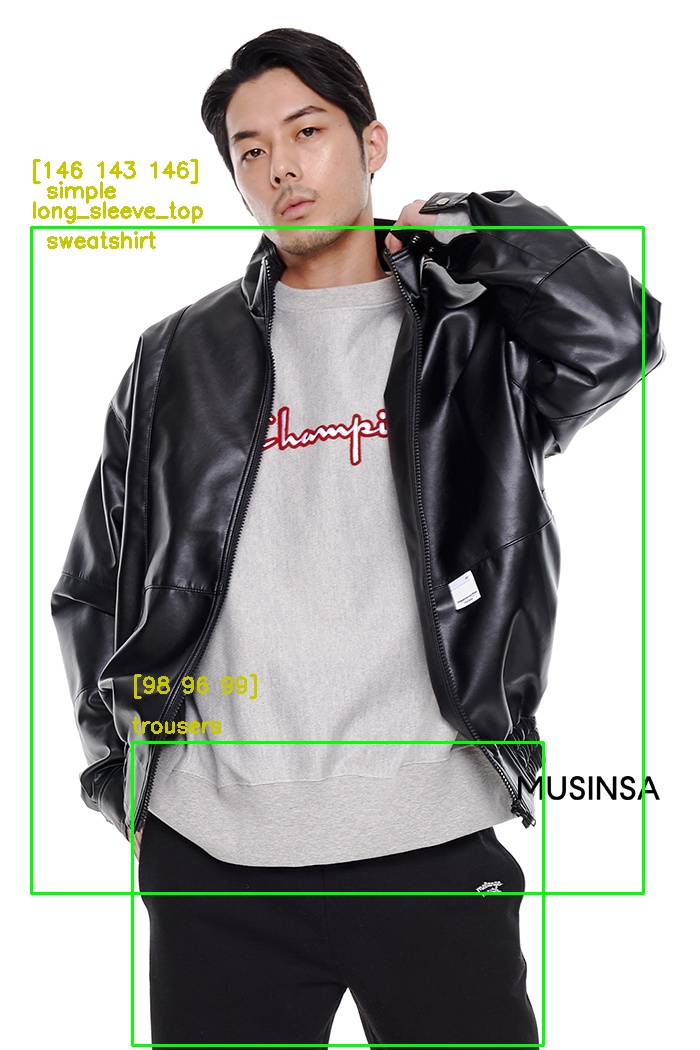 [146 143 146]
simple
long_sleeve_top
sweatshirt
Champi
[98 96 99]
trousers
MUSINSA